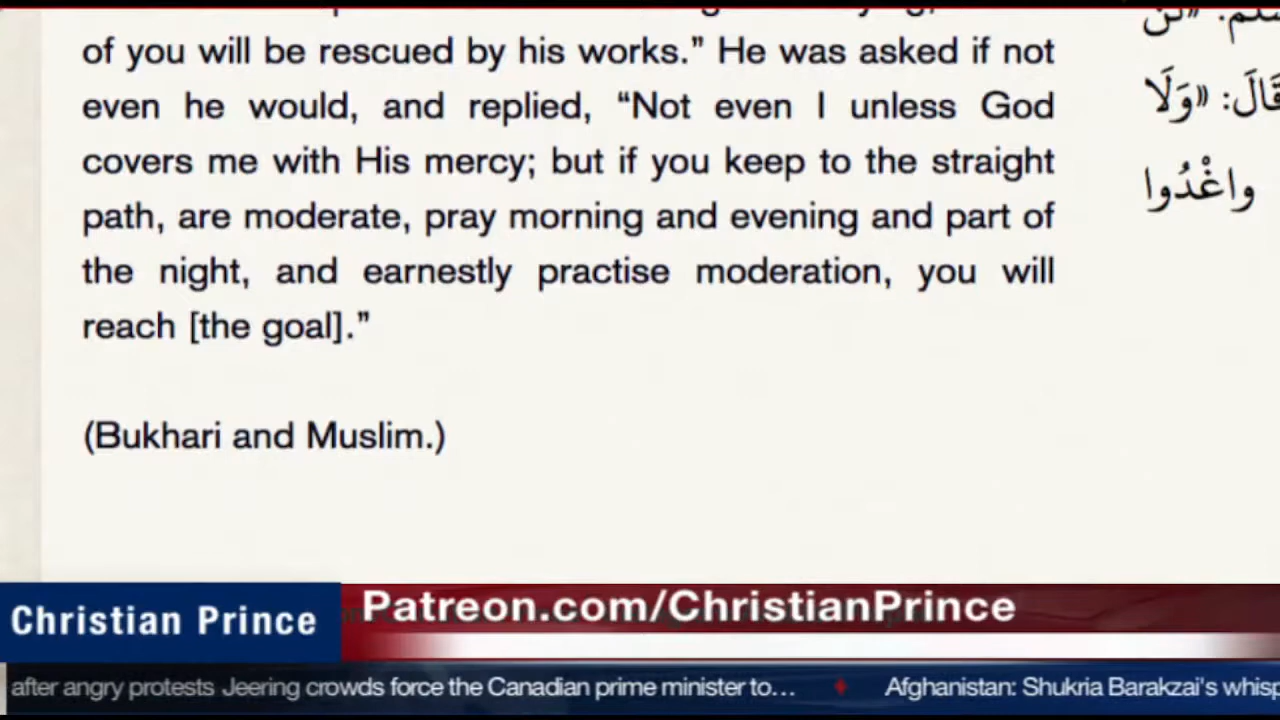 of you will be rescued by his works.” He was asked if not
even he would, and replied, “Not even I unless God
covers me with His mercy; but if you keep to the straight
path, are moderate, pray morning and evening and part of
the night, and earnestly practise moderation, you will
reach [the goal].”
(Bukhari and Muslim.)
لَنْ
قَالَ: «وَلَا
واغْدُوا
Christian Prince
Patreon.com/ChristianPrince
after angry protests Jeering crowds force the Canadian prime minister to... ♦ Afghanistan: Shukria Barakzai's